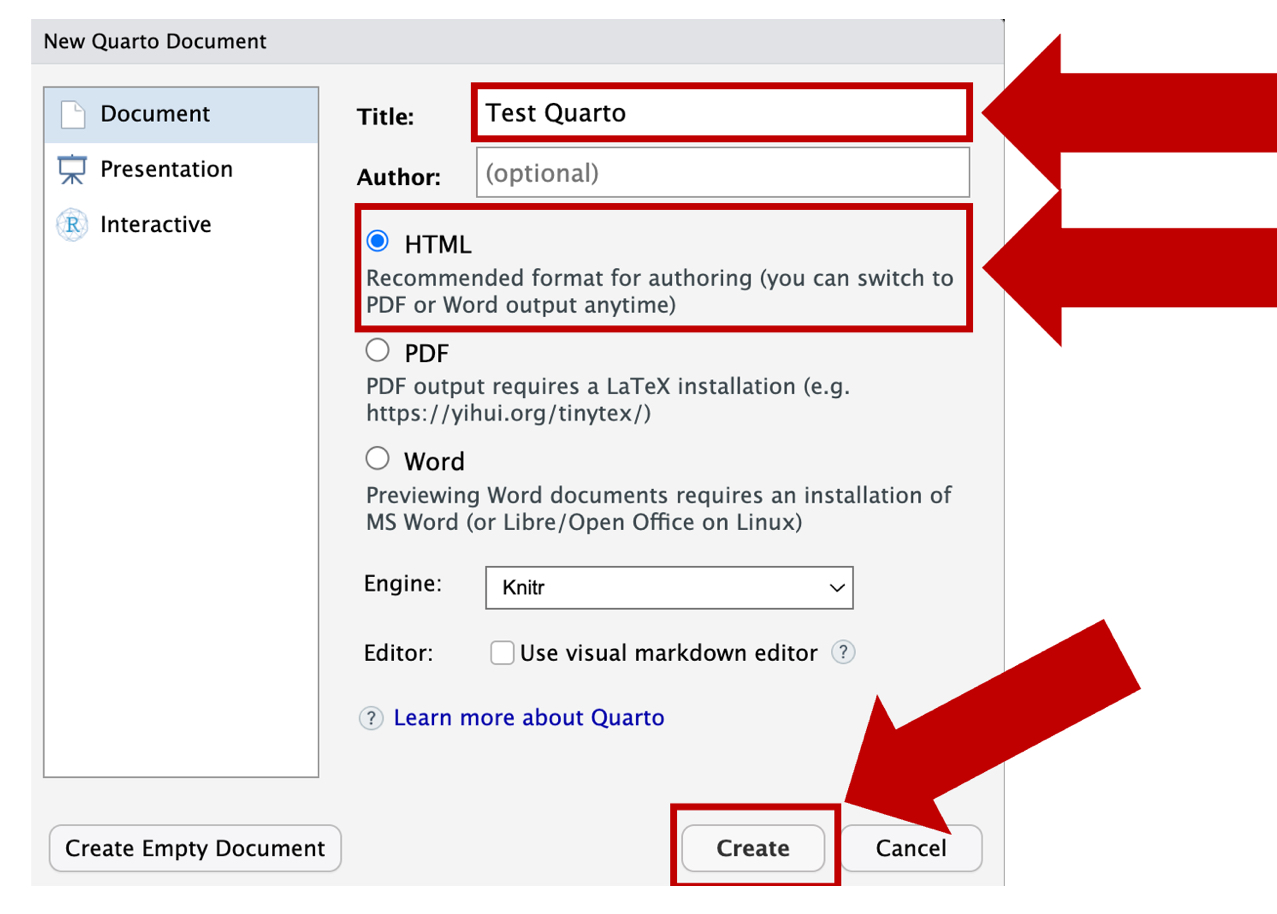 New Quarto Document
Document
Presentation
R Interactive
Title: Test Quarto
Author: (optional)
HTML
Recommended format for authoring (you can switch to
PDF or Word output anytime)
PDF
PDF output requires a LaTeX installation (e.g.
https://yihui.org/tinytex/)
Word
Previewing Word documents requires an installation of
MS Word (or Libre/Open Office on Linux)
Engine: Knitr
Editor: Use visual markdown editor ?
? Learn more about Quarto
Create Empty Document Create Cancel